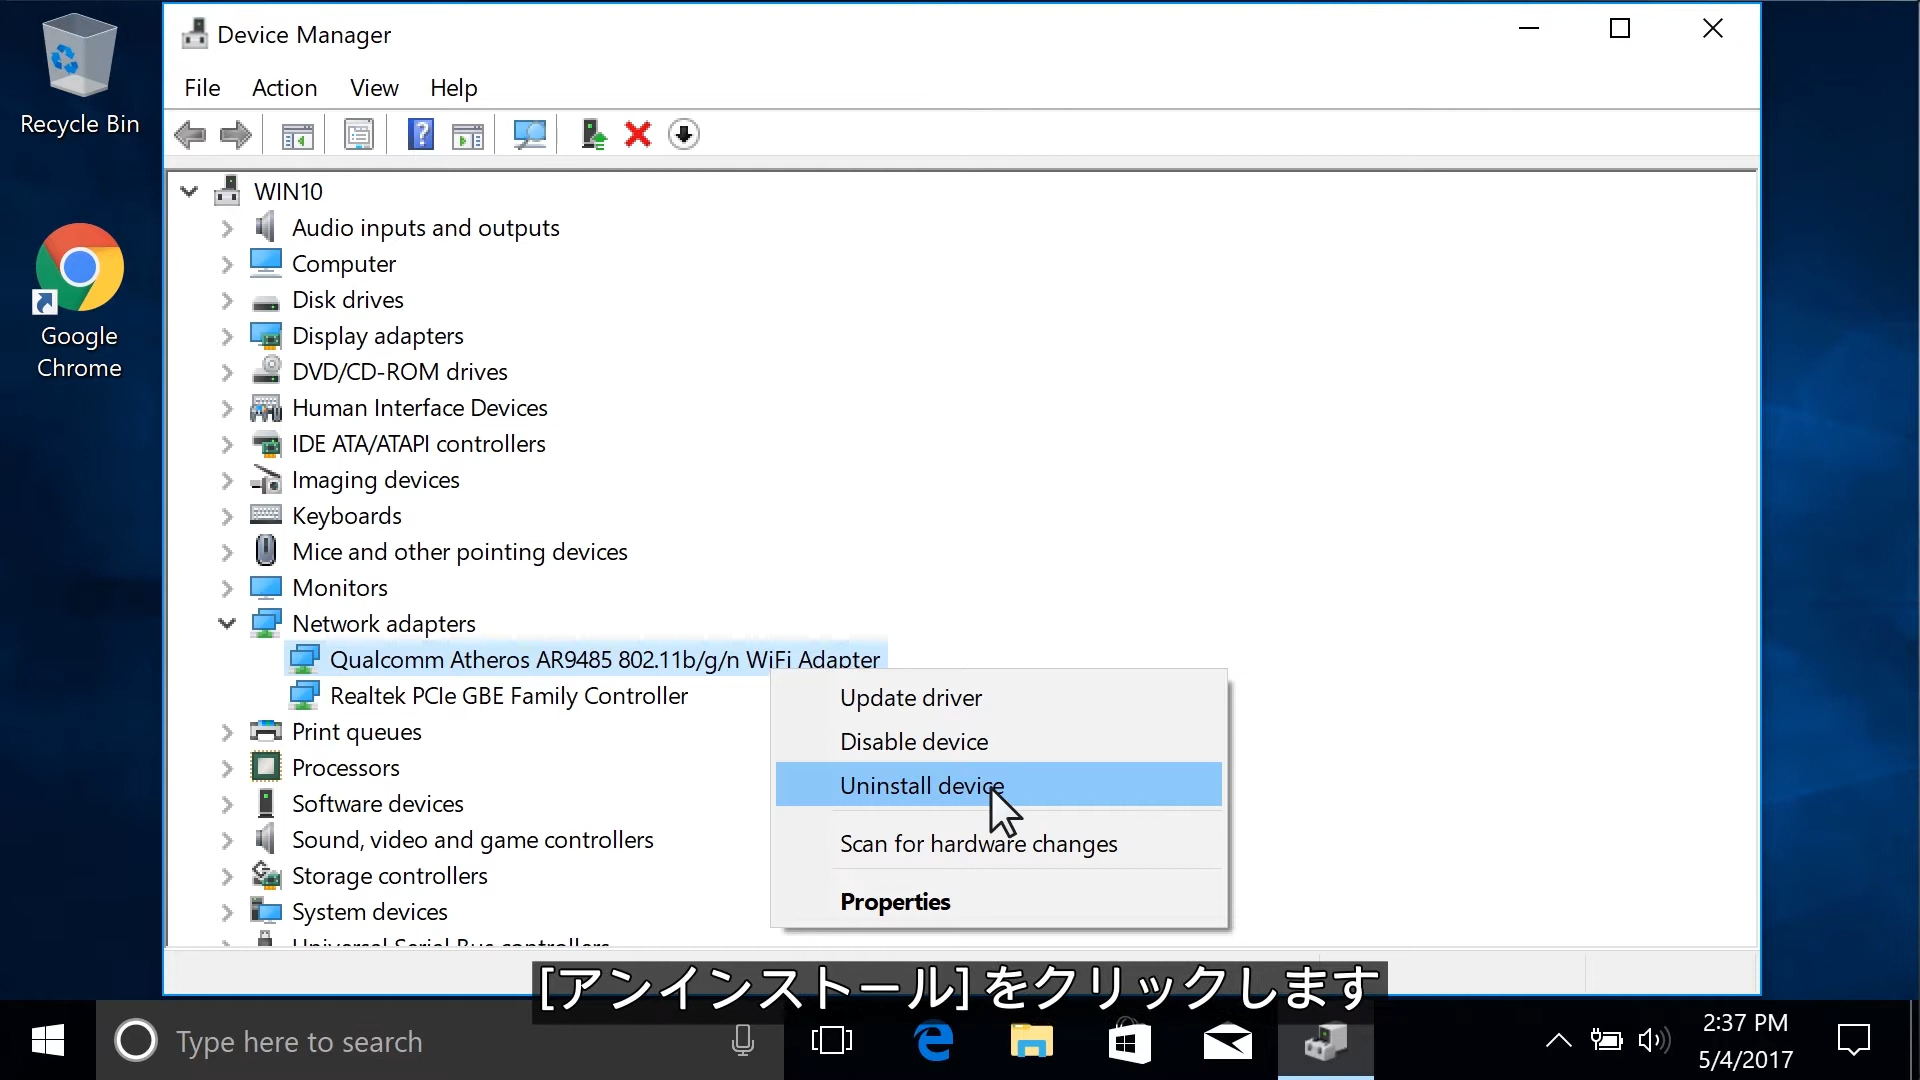 Recycle Bin
Google
Chrome
Device Manager
File Action View Help
WIN10
Audio inputs and outputs
Computer
Disk drives
Display adapters
DVD/CD-ROM drives
Human Interface Devices
IDE ATA/ATAPI controllers
Imaging devices
Keyboards
Mice and other pointing devices
Monitors
Network adapters
Qualcomm Atheros AR9485 802.11b/g/n WiFi Adapter
Realtek PCIe GBE Family Controller
Print queues
Processors
Software devices
Sound, video and game controllers
Storage controllers
System devices
Universal Serial Bus controllers
Update driver
Disable device
Uninstall device
Scan for hardware changes
Properties
[アンインストール] をクリックします
Type here to search
2:37 PM
5/4/2017